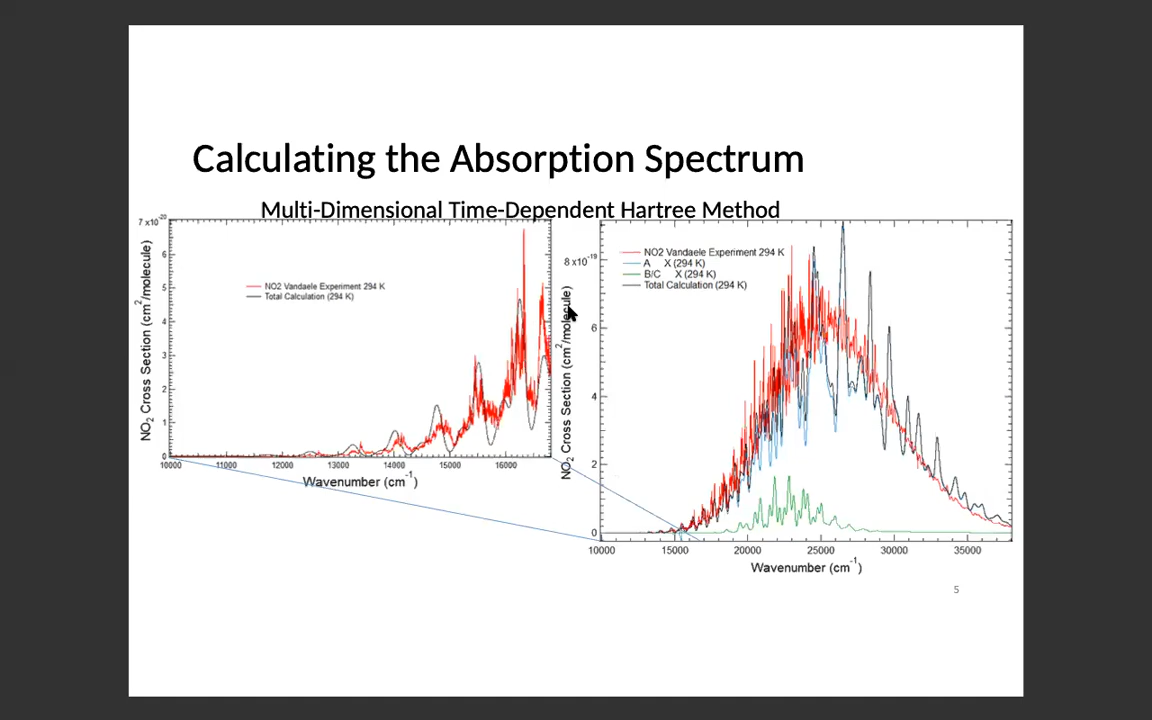 Calculating the Absorption Spectrum
Multi-Dimensional Time-Dependent Hartree Method
7 x10-20
6
5
4
3
2
1
0
NO2 Cross Section (cm2/molecule)
NO2 Vandaele Experiment 294 K
Total Calculation (294 K)
10000 11000 12000 13000 14000 15000 16000
Wavenumber (cm-1)
8 x10-19
6
4
2
0
NO2 Cross Section (cm2/molecule)
NO2 Vandaele Experiment 294 K
A X (294 K)
B/C X (294 K)
Total Calculation (294 K)
10000 15000 20000 25000 30000 35000
Wavenumber (cm-1)
5